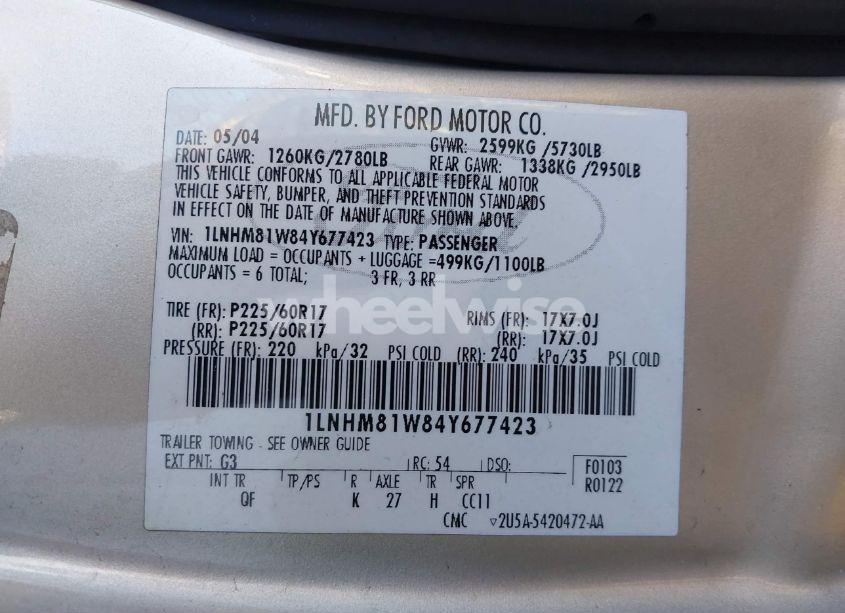 MFD. BY FORD MOTOR CO.
DATE: 05/04 GVWR: 2599KG /5730LB
FRONT GAWR: 1260KG/2780LB REAR GAWR: 1338KG /2950LB
THIS VEHICLE CONFORMS TO ALL APPLICABLE FEDERAL MOTOR
VEHICLE SAFETY, BUMPER, AND THEFT PREVENTION STANDARDS
IN EFFECT ON THE DATE OF MANUFACTURE SHOWN ABOVE.
VIN: 1LNHM81W84Y677423 TYPE: PASSENGER
MAXIMUM LOAD = OCCUPANTS + LUGGAGE =499KG/1100LB
OCCUPANTS = 6 TOTAL; 3 FR, 3 RR
wheelwise
TIRE (FR): P225/60R17 RIMS (FR): 17X7.0J
(RR): P225/60R17 (RR): 17X7.0J
PRESSURE (FR): 220 kPa/32 PSI COLD (RR): 240 kPa/35 PSI COLD
1LNHM81W84Y677423
TRAILER TOWING - SEE OWNER GUIDE
EXT PNT: G3 RC: 54 DSO: F0103
INT TR TP/PS R AXLE TR SPR R0122
QF K 27 H CC11
CMC ▽2U5A-5420472-AA